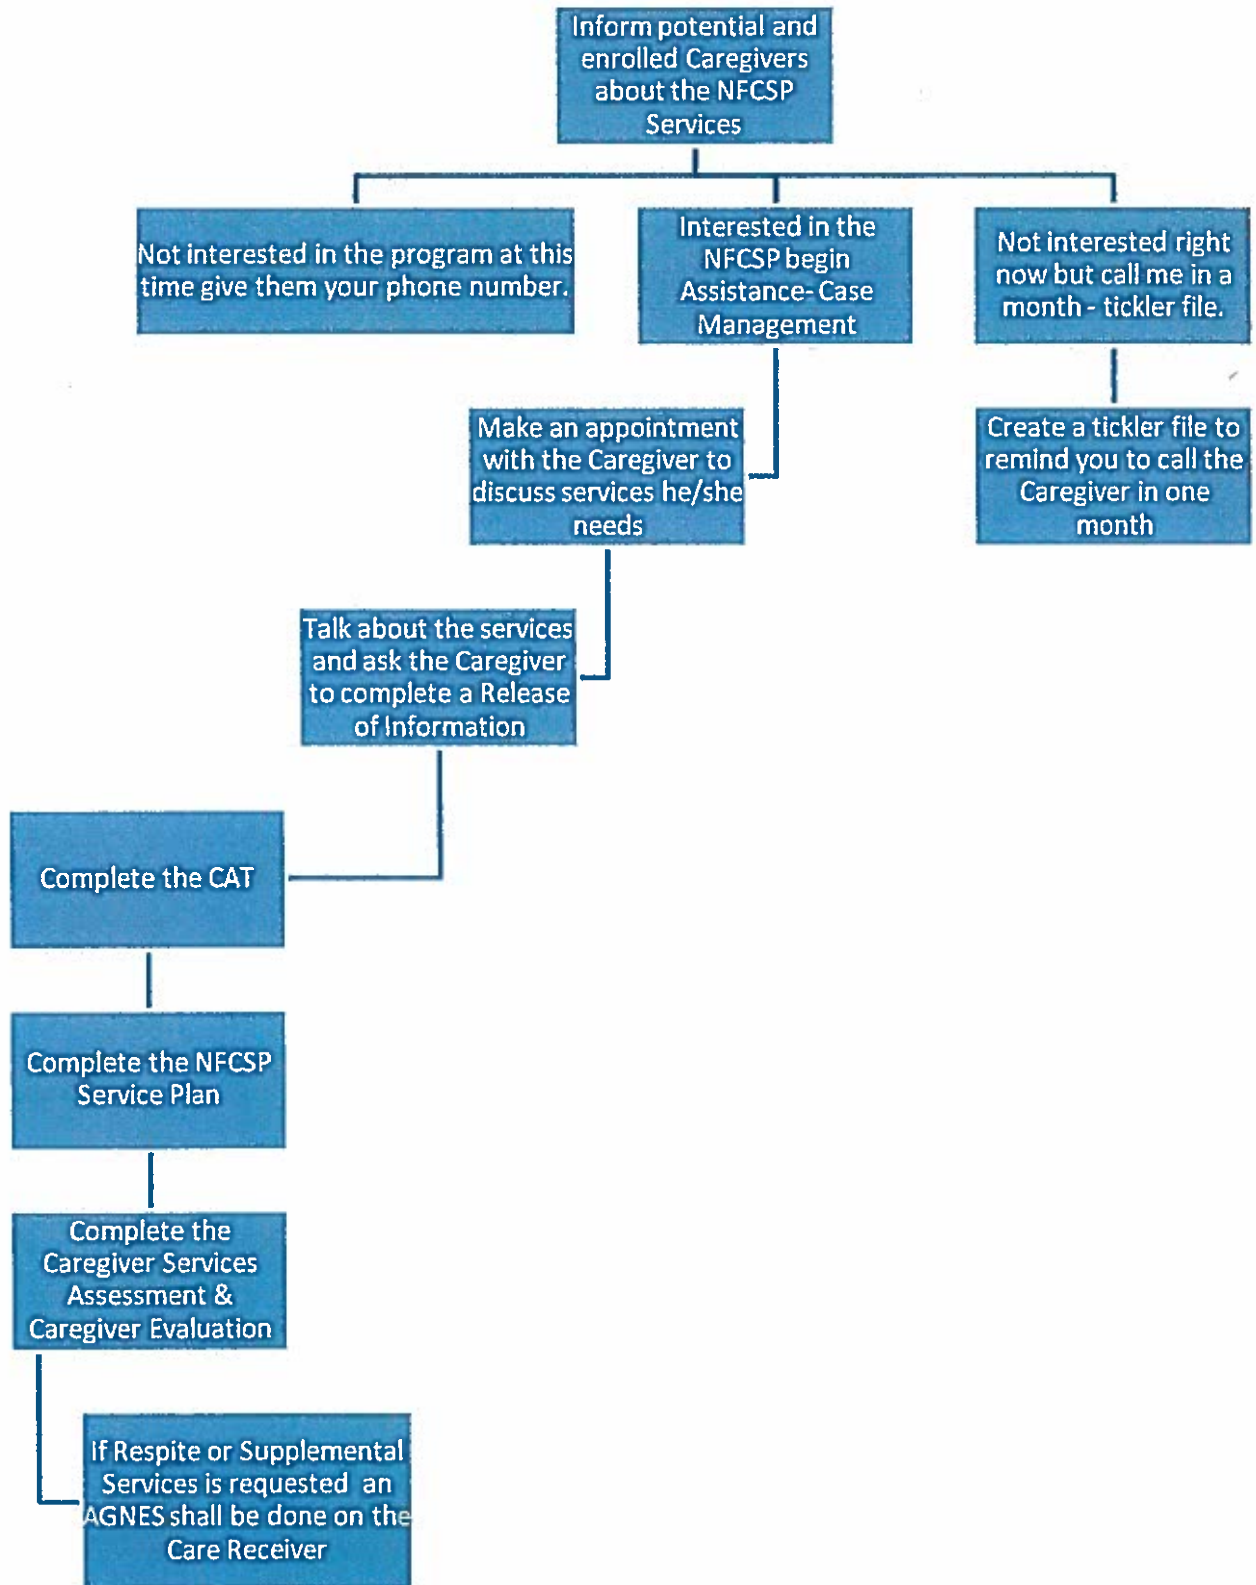 Inform potential and
enrolled Caregivers
about the NFCSP
Services
Not interested in the program at this
time give them your phone number.
Interested in the
NFCSP begin
Assistance- Case
Management
Not interested right
now but call me in a
month - tickler file.
Make an appointment
with the Caregiver to
discuss services he/she
needs
Create a tickler file to
remind you to call the
Caregiver in one
month
Talk about the services
and ask the Caregiver
to complete a Release
of Information
Complete the CAT
Complete the NFCSP
Service Plan
Complete the
Caregiver Services
Assessment &
Caregiver Evaluation
If Respite or Supplemental
Services is requested an
AGNES shall be done on the
Care Receiver